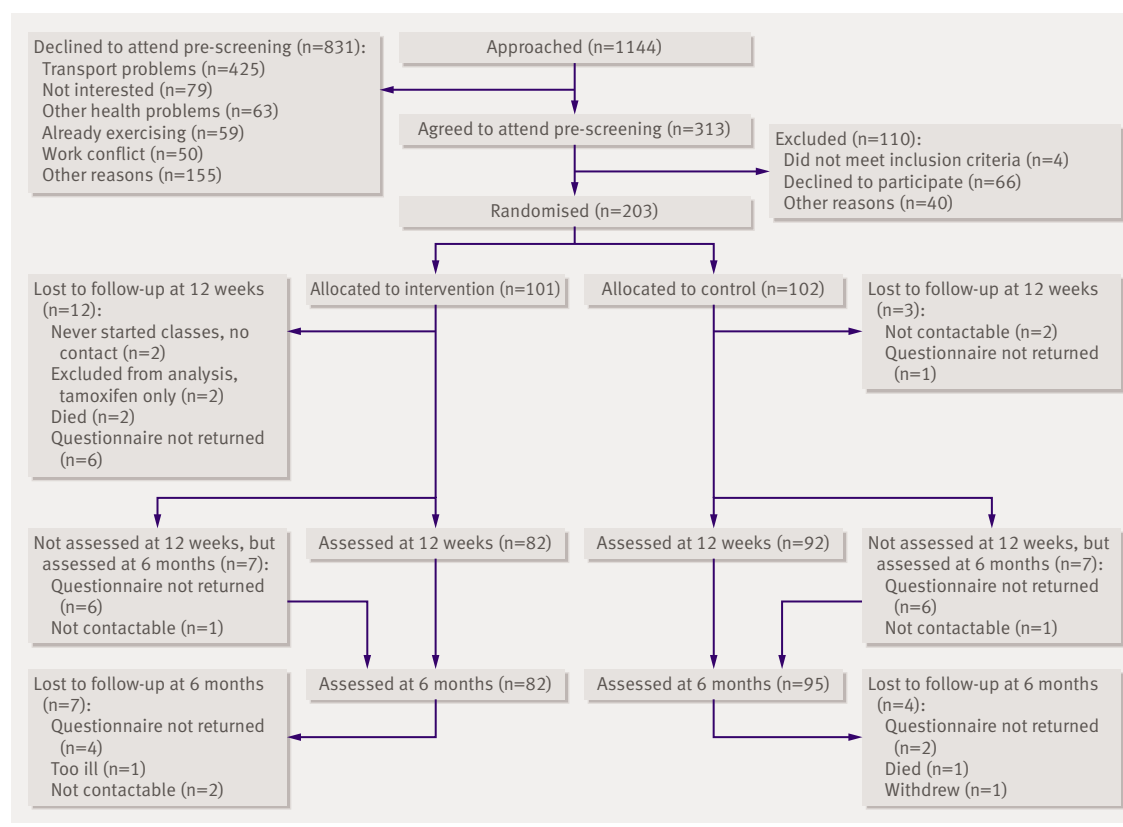 Declined to attend pre-screening (n=831):
Transport problems (n=425)
Not interested (n=79)
Other health problems (n=63)
Already exercising (n=59)
Work conflict (n=50)
Other reasons (n=155)
Approached (n=1144)
Agreed to attend pre-screening (n=313)
Excluded (n=110):
Did not meet inclusion criteria (n=4)
Declined to participate (n=66)
Other reasons (n=40)
Randomised (n=203)
Lost to follow-up at 12 weeks
(n=12):
Never started classes, no
contact (n=2)
Excluded from analysis,
tamoxifen only (n=2)
Died (n=2)
Questionnaire not returned
(n=6)
Allocated to intervention (n=101)
Allocated to control (n=102)
Lost to follow-up at 12 weeks
(n=3):
Not contactable (n=2)
Questionnaire not returned
(n=1)
Not assessed at 12 weeks, but
assessed at 6 months (n=7):
Questionnaire not returned
(n=6)
Not contactable (n=1)
Assessed at 12 weeks (n=82)
Assessed at 12 weeks (n=92)
Not assessed at 12 weeks, but
assessed at 6 months (n=7):
Questionnaire not returned
(n=6)
Not contactable (n=1)
Lost to follow-up at 6 months
(n=7):
Questionnaire not returned
(n=4)
Too ill (n=1)
Not contactable (n=2)
Assessed at 6 months (n=82)
Assessed at 6 months (n=95)
Lost to follow-up at 6 months
(n=4):
Questionnaire not returned
(n=2)
Died (n=1)
Withdrew (n=1)